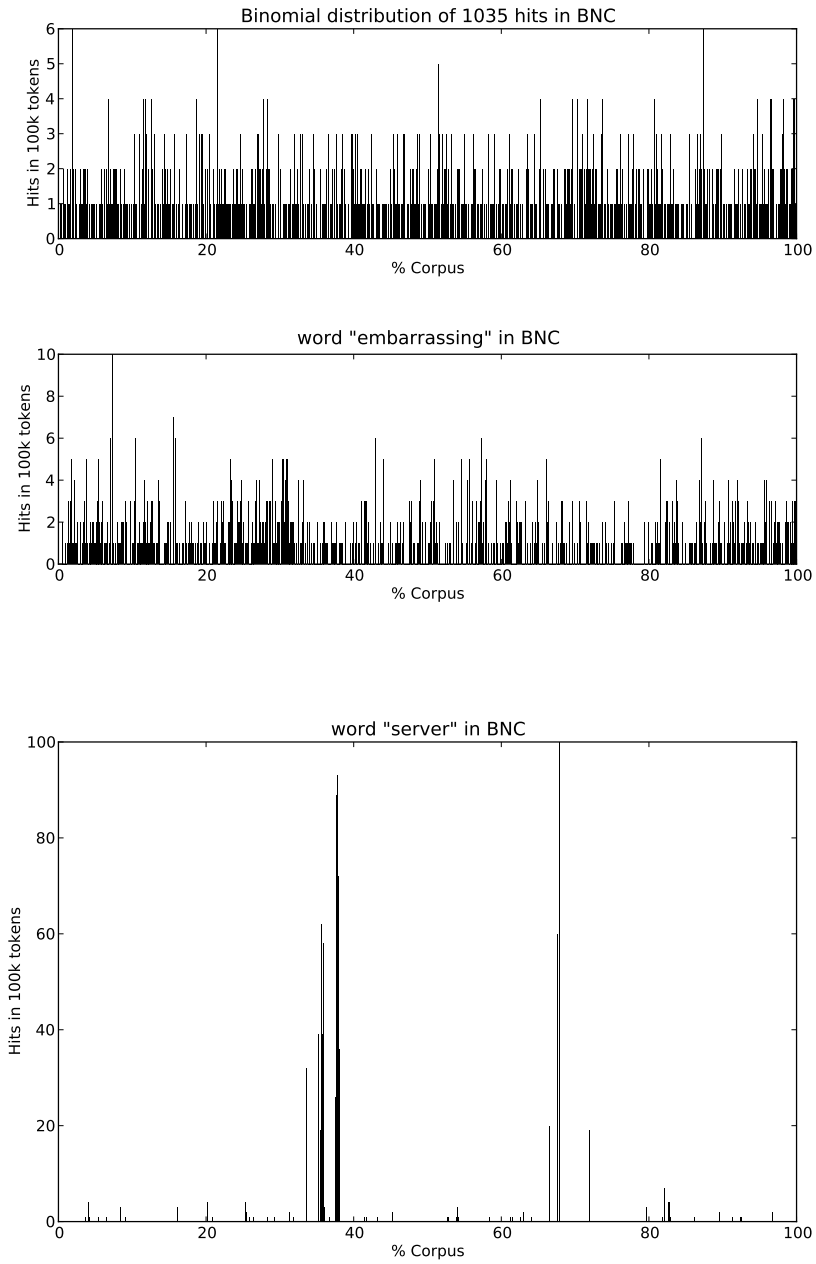 Binomial distribution of 1035 hits in BNC
6
5
4
3
2
1
0
Hits in 100k tokens
0 20 40 60 80 100
% Corpus
word "embarrassing" in BNC
10
8
6
4
2
0
Hits in 100k tokens
0 20 40 60 80 100
% Corpus
word "server" in BNC
100
80
60
40
20
0
Hits in 100k tokens
0 20 40 60 80 100
% Corpus